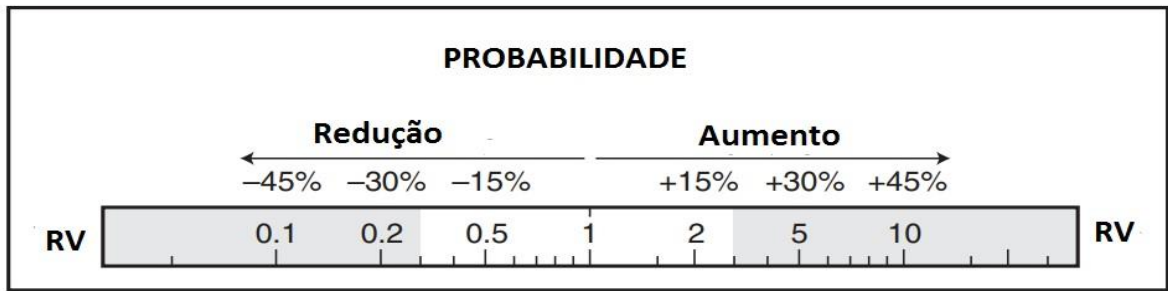 PROBABILIDADE
Redução Aumento
–45% –30% –15% +15% +30% +45%
RV 0.1 0.2 0.5 1 2 5 10 RV